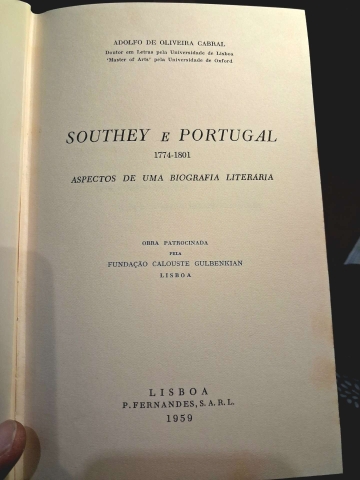 ADOLFO DE OLIVEIRA CABRAL
Doutor em Letras pela Universidade de Lisboa
'Master of Arts' pela Universidade de Oxford
SOUTHEY E PORTUGAL
1774-1801
ASPECTOS DE UMA BIOGRAFIA LITERÁRIA
OBRA PATROCINADA
PELA
FUNDAÇÃO CALOUSTE GULBENKIAN
LISBOA
LISBOA
P. FERNANDES, S. A. R. L.
1959